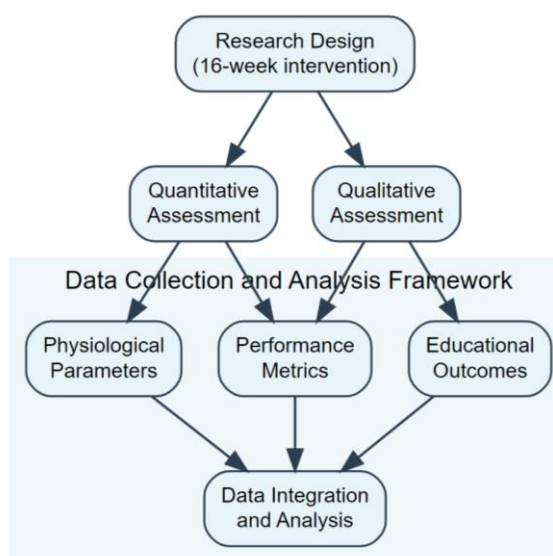 Research Design
(16-week intervention)
Quantitative
Assessment
Qualitative
Assessment
Data Collection and Analysis Framework
Physiological
Parameters
Performance
Metrics
Educational
Outcomes
Data Integration
and Analysis